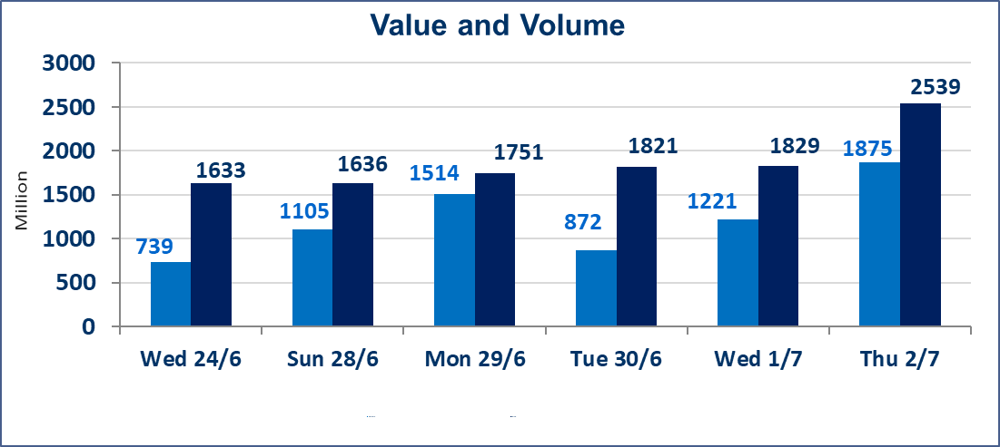 Value and Volume
3000
2500
2000
1500
1000
500
0
Million
739
1633
1105
1636
1514
1751
872
1821
1221
1829
1875
2539
Wed 24/6
Sun 28/6
Mon 29/6
Tue 30/6
Wed 1/7
Thu 2/7